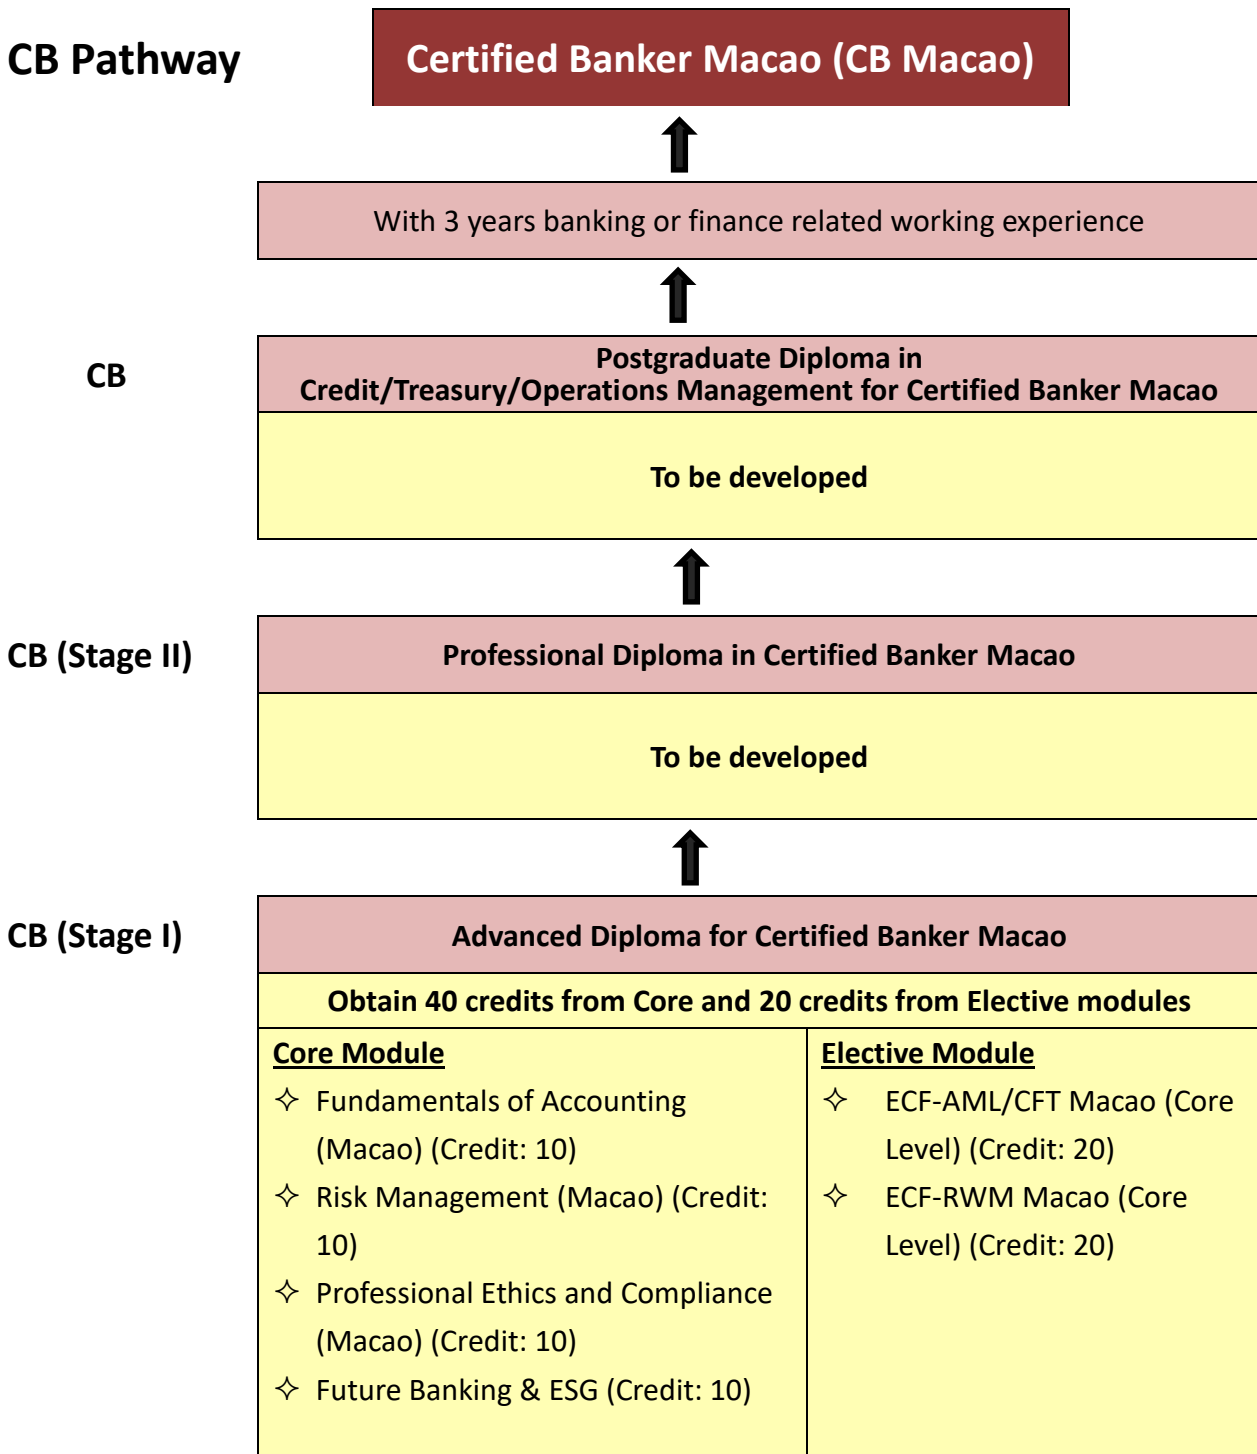 CB Pathway
Certified Banker Macao (CB Macao)
With 3 years banking or finance related working experience
CB
Postgraduate Diploma in
Credit/Treasury/Operations Management for Certified Banker Macao
To be developed
CB (Stage II)
Professional Diploma in Certified Banker Macao
To be developed
CB (Stage I)
Advanced Diploma for Certified Banker Macao
Obtain 40 credits from Core and 20 credits from Elective modules
Core Module
✧ Fundamentals of Accounting
(Macao) (Credit: 10)
✧ Risk Management (Macao) (Credit:
10)
✧ Professional Ethics and Compliance
(Macao) (Credit: 10)
✧ Future Banking & ESG (Credit: 10)
Elective Module
✧ ECF-AML/CFT Macao (Core
Level) (Credit: 20)
✧ ECF-RWM Macao (Core
Level) (Credit: 20)